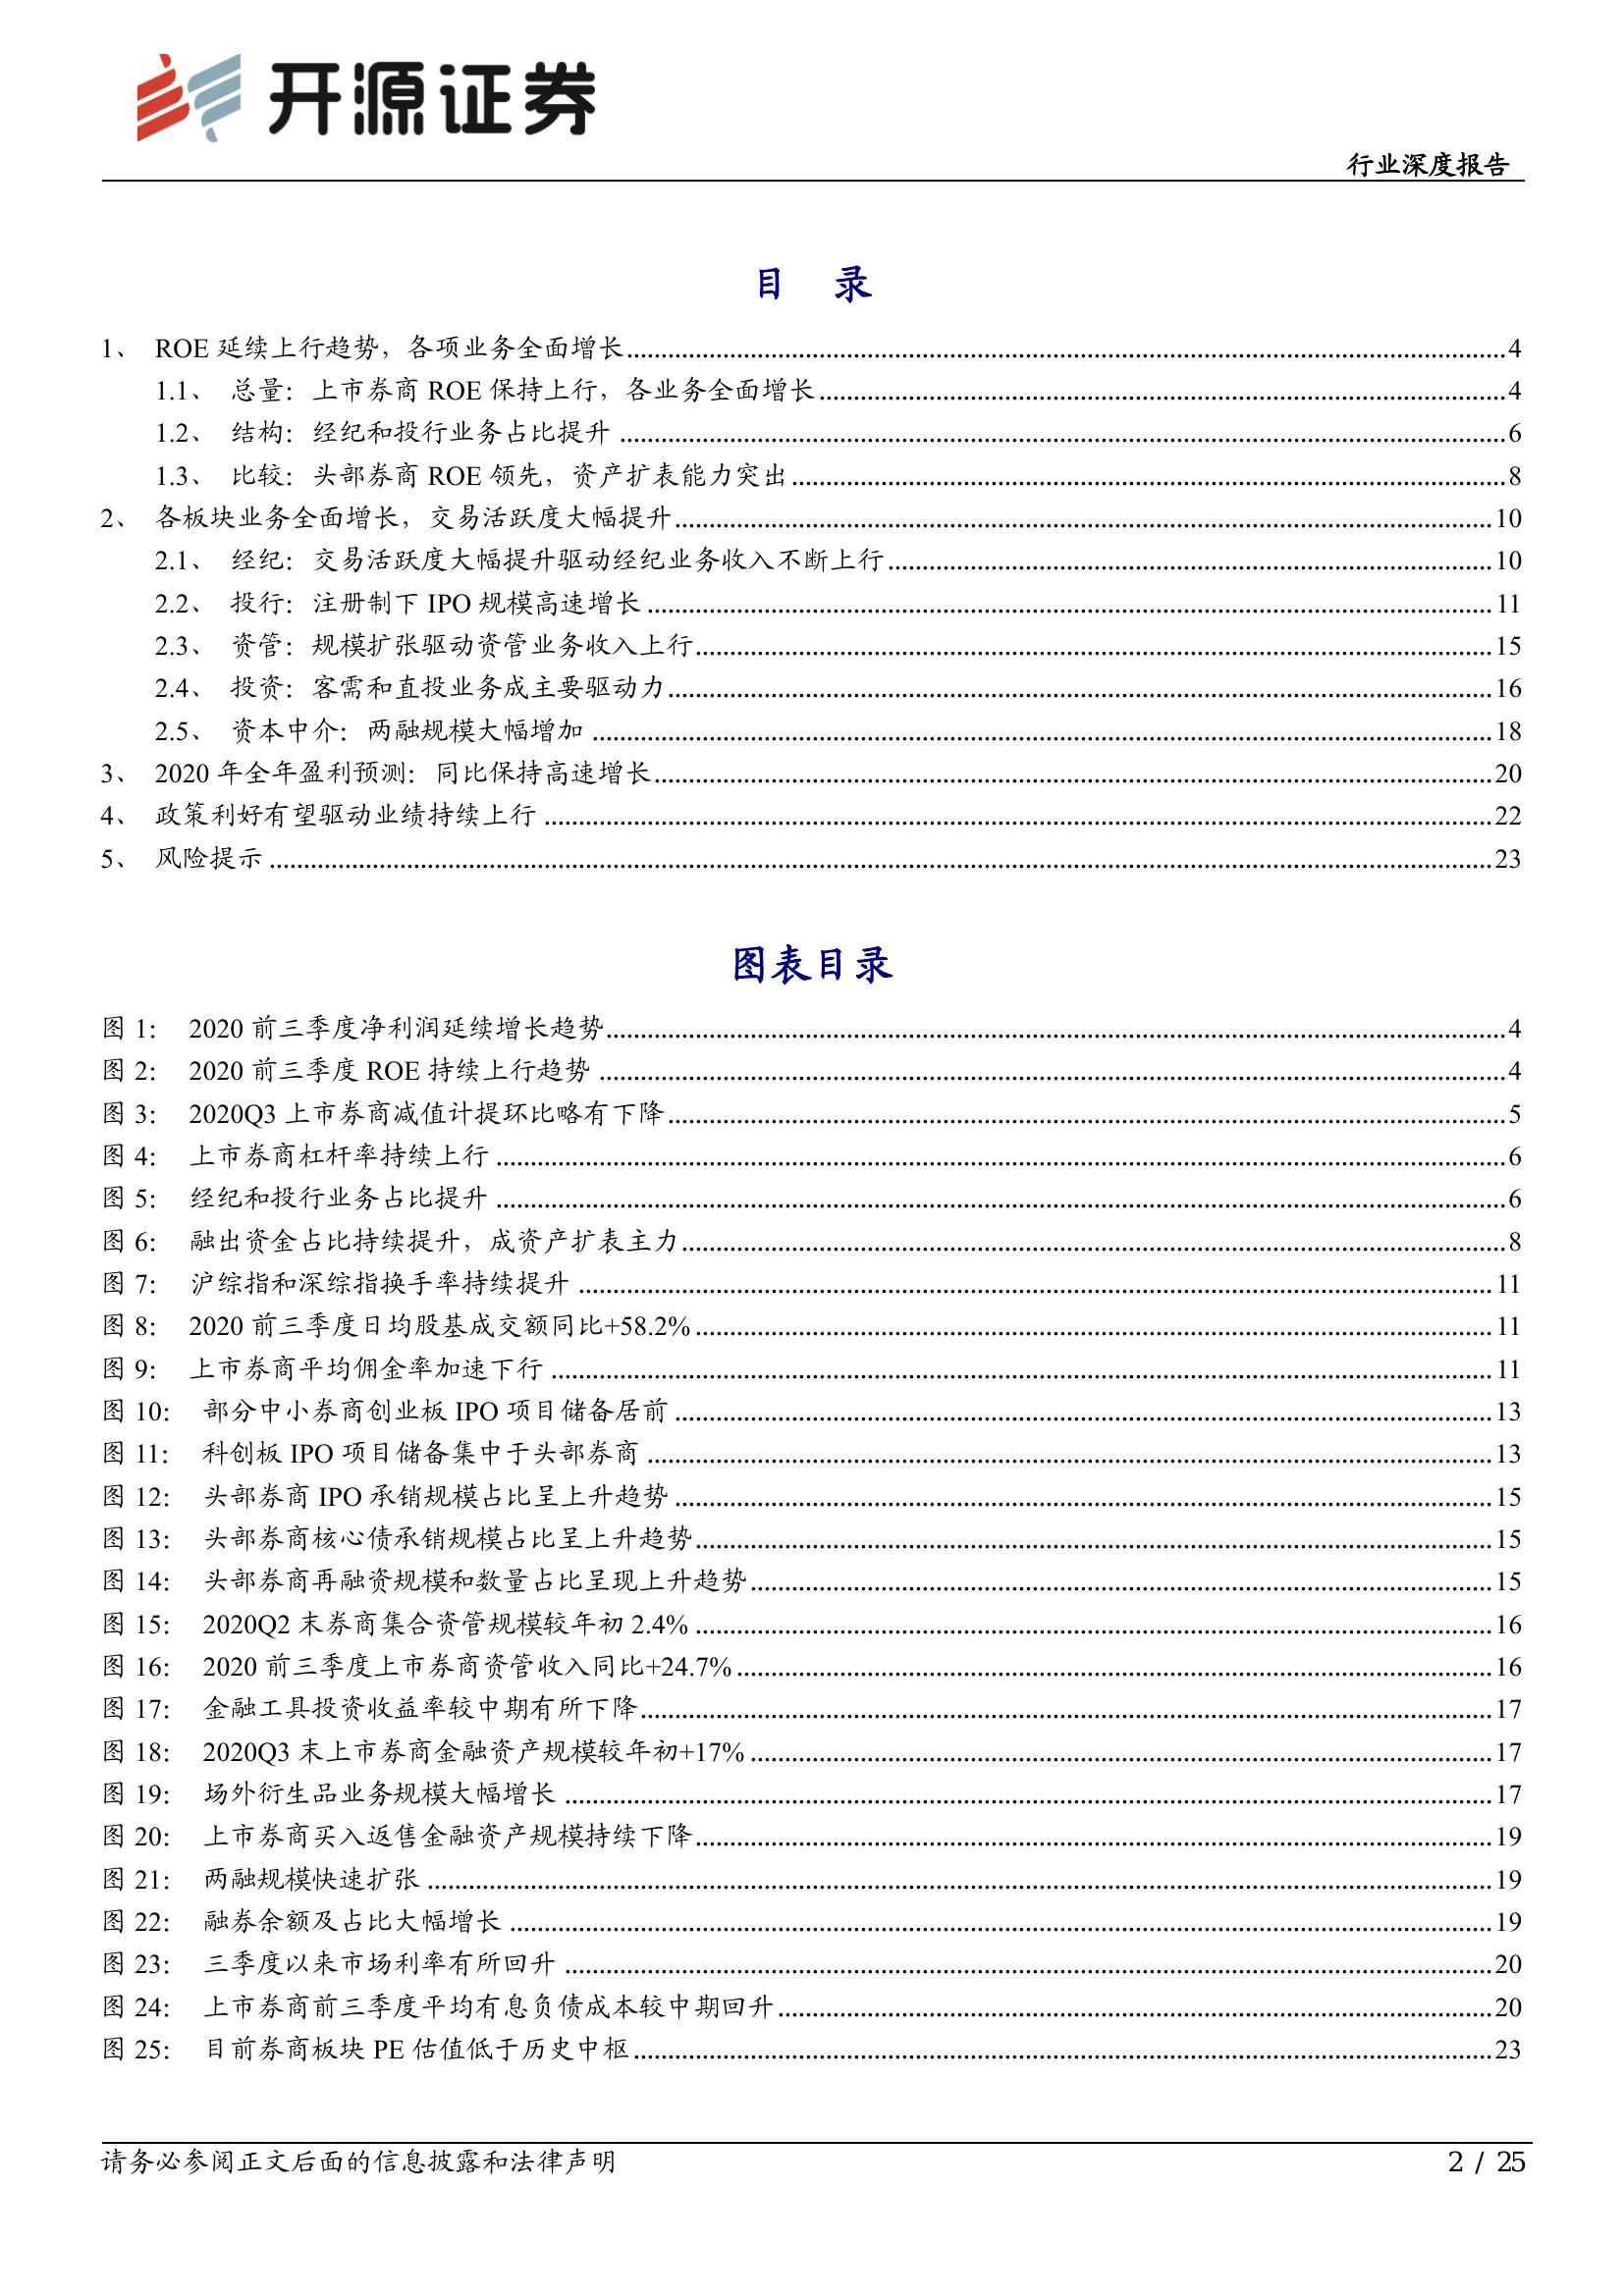 开源证券
行业深度报告
目 录
1、 ROE 延续上行趋势，各项业务全面增长 4
1.1、 总量：上市券商 ROE 保持上行，各业务全面增长 4
1.2、 结构：经纪和投行业务占比提升 6
1.3、 比较：头部券商 ROE 领先，资产扩表能力突出 8
2、 各板块业务全面增长，交易活跃度大幅提升 10
2.1、 经纪：交易活跃度大幅提升驱动经纪业务收入不断上行 10
2.2、 投行：注册制下 IPO 规模高速增长 11
2.3、 资管：规模扩张驱动资管业务收入上行 15
2.4、 投资：客需和直投业务成主要驱动力 16
2.5、 资本中介：两融规模大幅增加 18
3、 2020 年全年盈利预测：同比保持高速增长 20
4、 政策利好有望驱动业绩持续上行 22
5、 风险提示 23
图表目录
图 1： 2020 前三季度净利润延续增长趋势 4
图 2： 2020 前三季度 ROE 持续上行趋势 4
图 3： 2020Q3 上市券商减值计提环比略有下降 5
图 4： 上市券商杠杆率持续上行 6
图 5： 经纪和投行业务占比提升 6
图 6： 融出资金占比持续提升，成资产扩表主力 8
图 7： 沪综指和深综指换手率持续提升 11
图 8： 2020 前三季度日均股基成交额同比+58.2% 11
图 9： 上市券商平均佣金率加速下行 11
图 10： 部分中小券商创业板 IPO 项目储备居前 13
图 11： 科创板 IPO 项目储备集中于头部券商 13
图 12： 头部券商 IPO 承销规模占比呈上升趋势 15
图 13： 头部券商核心债承销规模占比呈上升趋势 15
图 14： 头部券商再融资规模和数量占比呈现上升趋势 15
图 15： 2020Q2 末券商集合资管规模较年初 2.4% 16
图 16： 2020 前三季度上市券商资管收入同比+24.7% 16
图 17： 金融工具投资收益率较中期有所下降 17
图 18： 2020Q3 末上市券商金融资产规模较年初+17% 17
图 19： 场外衍生品业务规模大幅增长 17
图 20： 上市券商买入返售金融资产规模持续下降 19
图 21： 两融规模快速扩张 19
图 22： 融券余额及占比大幅增长 19
图 23： 三季度以来市场利率有所回升 20
图 24： 上市券商前三季度平均有息负债成本较中期回升 20
图 25： 目前券商板块 PE 估值低于历史中枢 23
请务必参阅正文后面的信息披露和法律声明 2 / 25